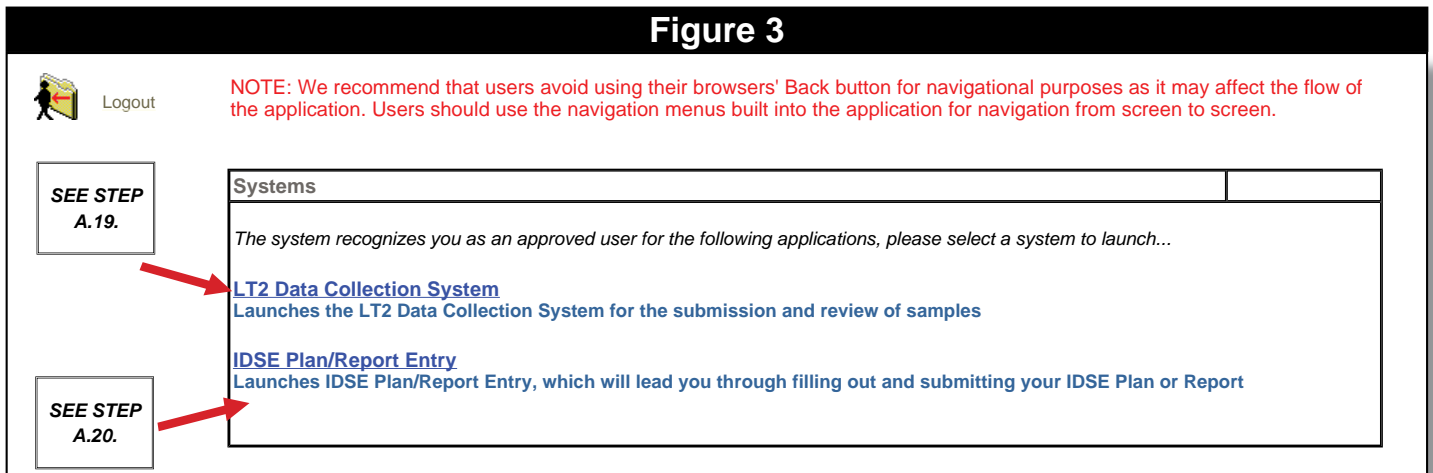 Figure 3
Logout
NOTE: We recommend that users avoid using their browsers' Back button for navigational purposes as it may affect the flow of
the application. Users should use the navigation menus built into the application for navigation from screen to screen.
SEE STEP
A.19.
Systems
The system recognizes you as an approved user for the following applications, please select a system to launch...
LT2 Data Collection System
Launches the LT2 Data Collection System for the submission and review of samples
IDSE Plan/Report Entry
Launches IDSE Plan/Report Entry, which will lead you through filling out and submitting your IDSE Plan or Report
SEE STEP
A.20.